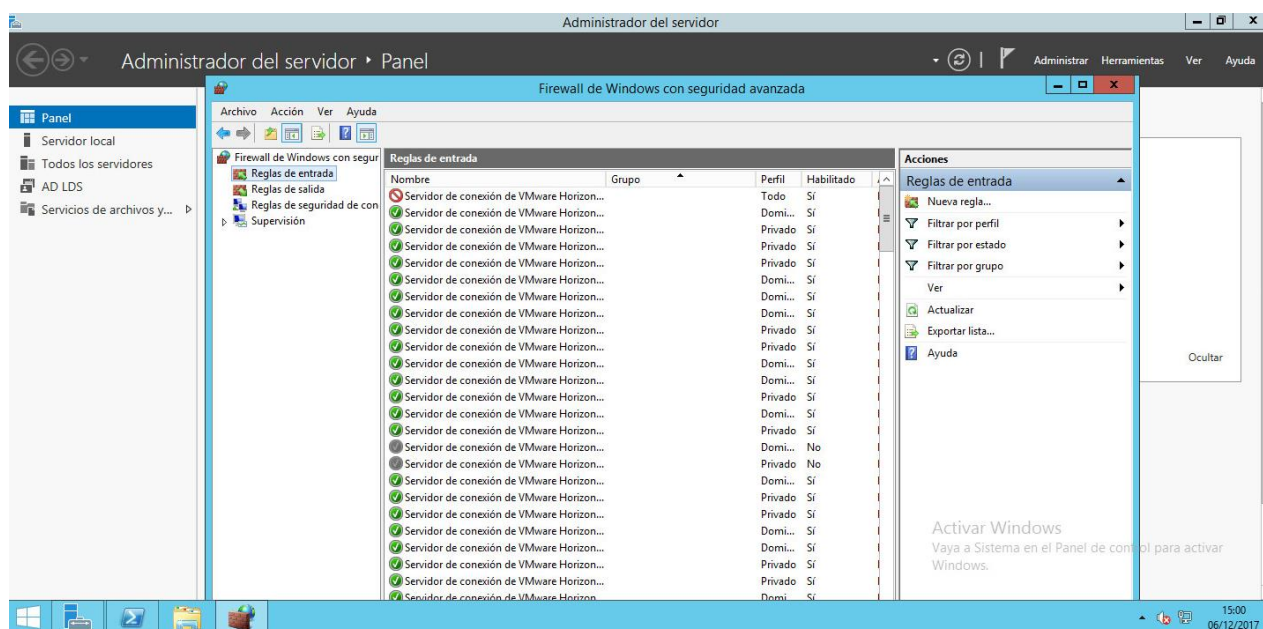 Administrador del servidor
Administrador del servidor ‣ Panel
Administrar Herramientas Ver Ayuda
Panel
Servidor local
Todos los servidores
AD LDS
Servicios de archivos y...
Firewall de Windows con seguridad avanzada
Archivo Acción Ver Ayuda
Firewall de Windows con segur
Reglas de entrada
Reglas de salida
Reglas de seguridad de con
Supervisión
Reglas de entrada
Nombre Grupo Perfil Habilitado
Servidor de conexión de VMware Horizon... Todo Sí
Servidor de conexión de VMware Horizon... Domi... Sí
Servidor de conexión de VMware Horizon... Privado Sí
Servidor de conexión de VMware Horizon... Privado Sí
Servidor de conexión de VMware Horizon... Privado Sí
Servidor de conexión de VMware Horizon... Domi... Sí
Servidor de conexión de VMware Horizon... Domi... Sí
Servidor de conexión de VMware Horizon... Domi... Sí
Servidor de conexión de VMware Horizon... Privado Sí
Servidor de conexión de VMware Horizon... Privado Sí
Servidor de conexión de VMware Horizon... Domi... Sí
Servidor de conexión de VMware Horizon... Domi... Sí
Servidor de conexión de VMware Horizon... Privado Sí
Servidor de conexión de VMware Horizon... Domi... Sí
Servidor de conexión de VMware Horizon... Privado Sí
Servidor de conexión de VMware Horizon... Domi... No
Servidor de conexión de VMware Horizon... Privado No
Servidor de conexión de VMware Horizon... Domi... Sí
Servidor de conexión de VMware Horizon... Privado Sí
Servidor de conexión de VMware Horizon... Privado Sí
Servidor de conexión de VMware Horizon... Domi... Sí
Servidor de conexión de VMware Horizon... Domi... Sí
Servidor de conexión de VMware Horizon... Privado Sí
Servidor de conexión de VMware Horizon... Privado Sí
Servidor de conexión de VMware Horizon... Domi... Sí
Acciones
Reglas de entrada
Nueva regla...
Filtrar por perfil
Filtrar por estado
Filtrar por grupo
Ver
Actualizar
Exportar lista...
Ayuda
Ocultar
Activar Windows
Vaya a Sistema en el Panel de control para activar
Windows.
15:00
06/12/2017